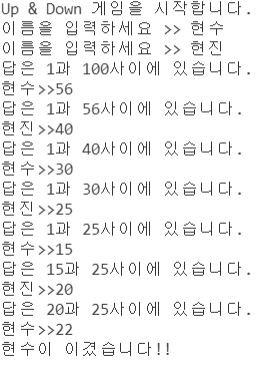 Up & Down 게임을 시작합니다.
이름을 입력하세요 >> 현수
이름을 입력하세요 >> 현진
답은 1과 100사이에 있습니다.
현수>>56
답은 1과 56사이에 있습니다.
현진>>40
답은 1과 40사이에 있습니다.
현수>>30
답은 1과 30사이에 있습니다.
현진>>25
답은 1과 25사이에 있습니다.
현수>>15
답은 15과 25사이에 있습니다.
현진>>20
답은 20과 25사이에 있습니다.
현수>>22
현수이 이겼습니다!!